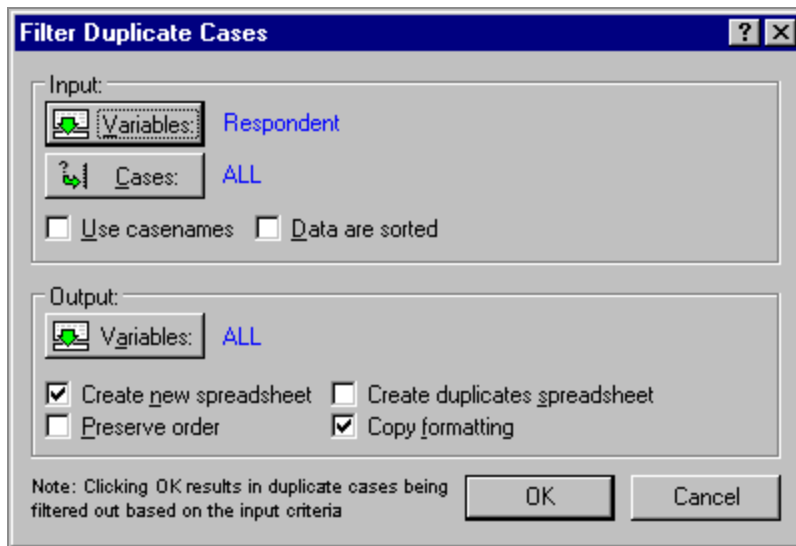 Filter Duplicate Cases
Input:
Variables: Respondent
Cases: ALL
Use casenames Data are sorted
Output:
Variables: ALL
Create new spreadsheet Create duplicates spreadsheet
Preserve order Copy formatting
Note: Clicking OK results in duplicate cases being
filtered out based on the input criteria
OK Cancel